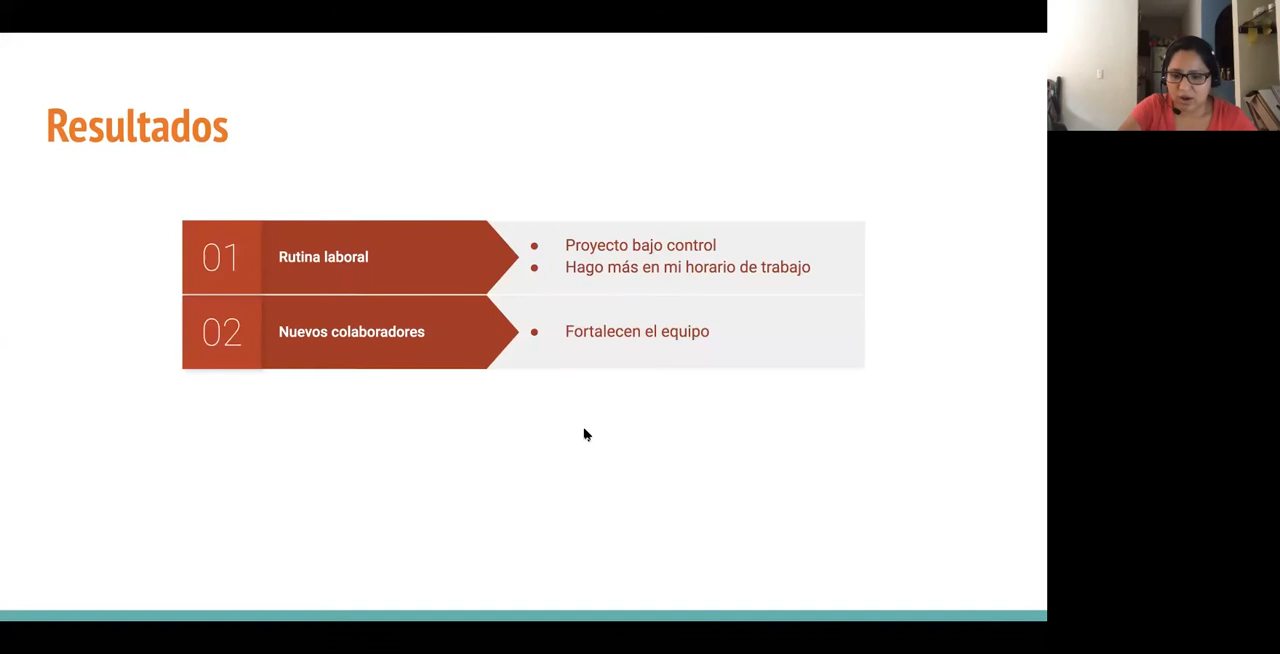 Resultados
01
Rutina laboral
● Proyecto bajo control
● Hago más en mi horario de trabajo
02
Nuevos colaboradores
● Fortalecen el equipo